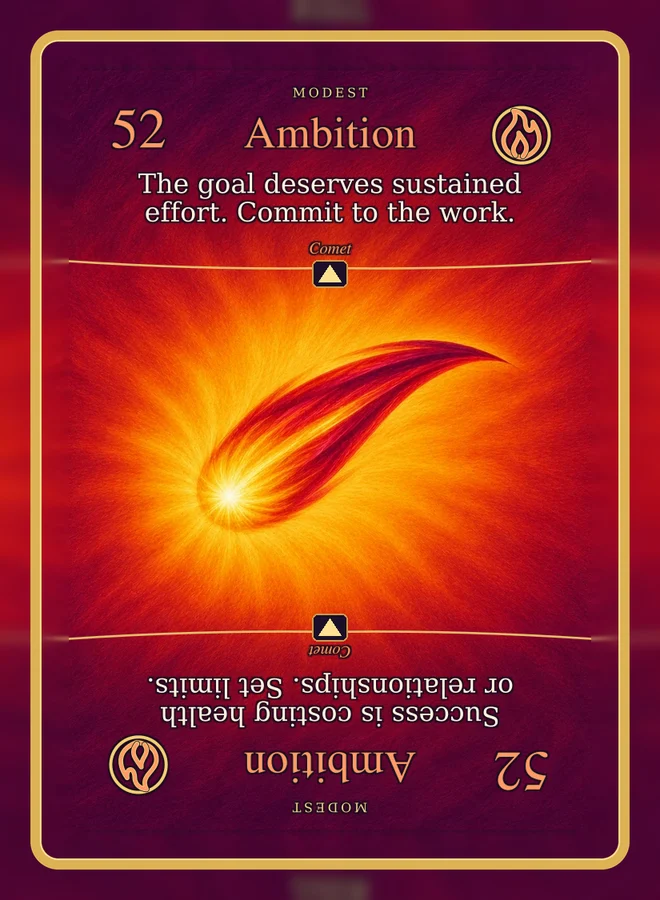 MODEST
52 Ambition
The goal deserves sustained
effort. Commit to the work.
Comet
Comet
Success is costing health
or relationships. Set limits.
52 Ambition
MODEST